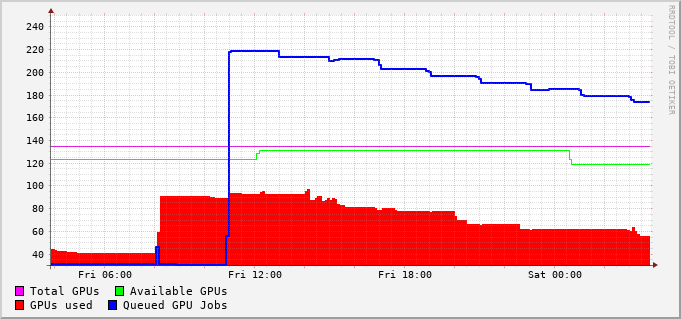 240
220
200
180
160
140
120
100
80
60
40
Fri 06:00 Fri 12:00 Fri 18:00 Sat 00:00
Total GPUs Available GPUs
GPUs used Queued GPU Jobs
RRDTOOL / TOBI OETIKER